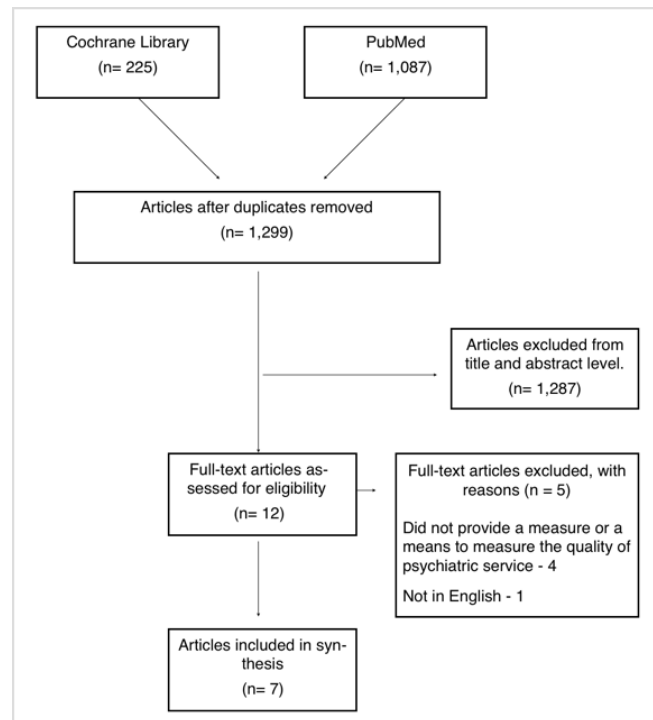 Cochrane Library
(n= 225)
PubMed
(n= 1,087)
Articles after duplicates removed
(n= 1,299)
Articles excluded from
title and abstract level.
(n= 1,287)
Full-text articles as-
sessed for eligibility
(n= 12)
Full-text articles excluded, with
reasons (n = 5)
Did not provide a measure or a
means to measure the quality of
psychiatric service - 4
Not in English - 1
Articles included in syn-
thesis
(n= 7)